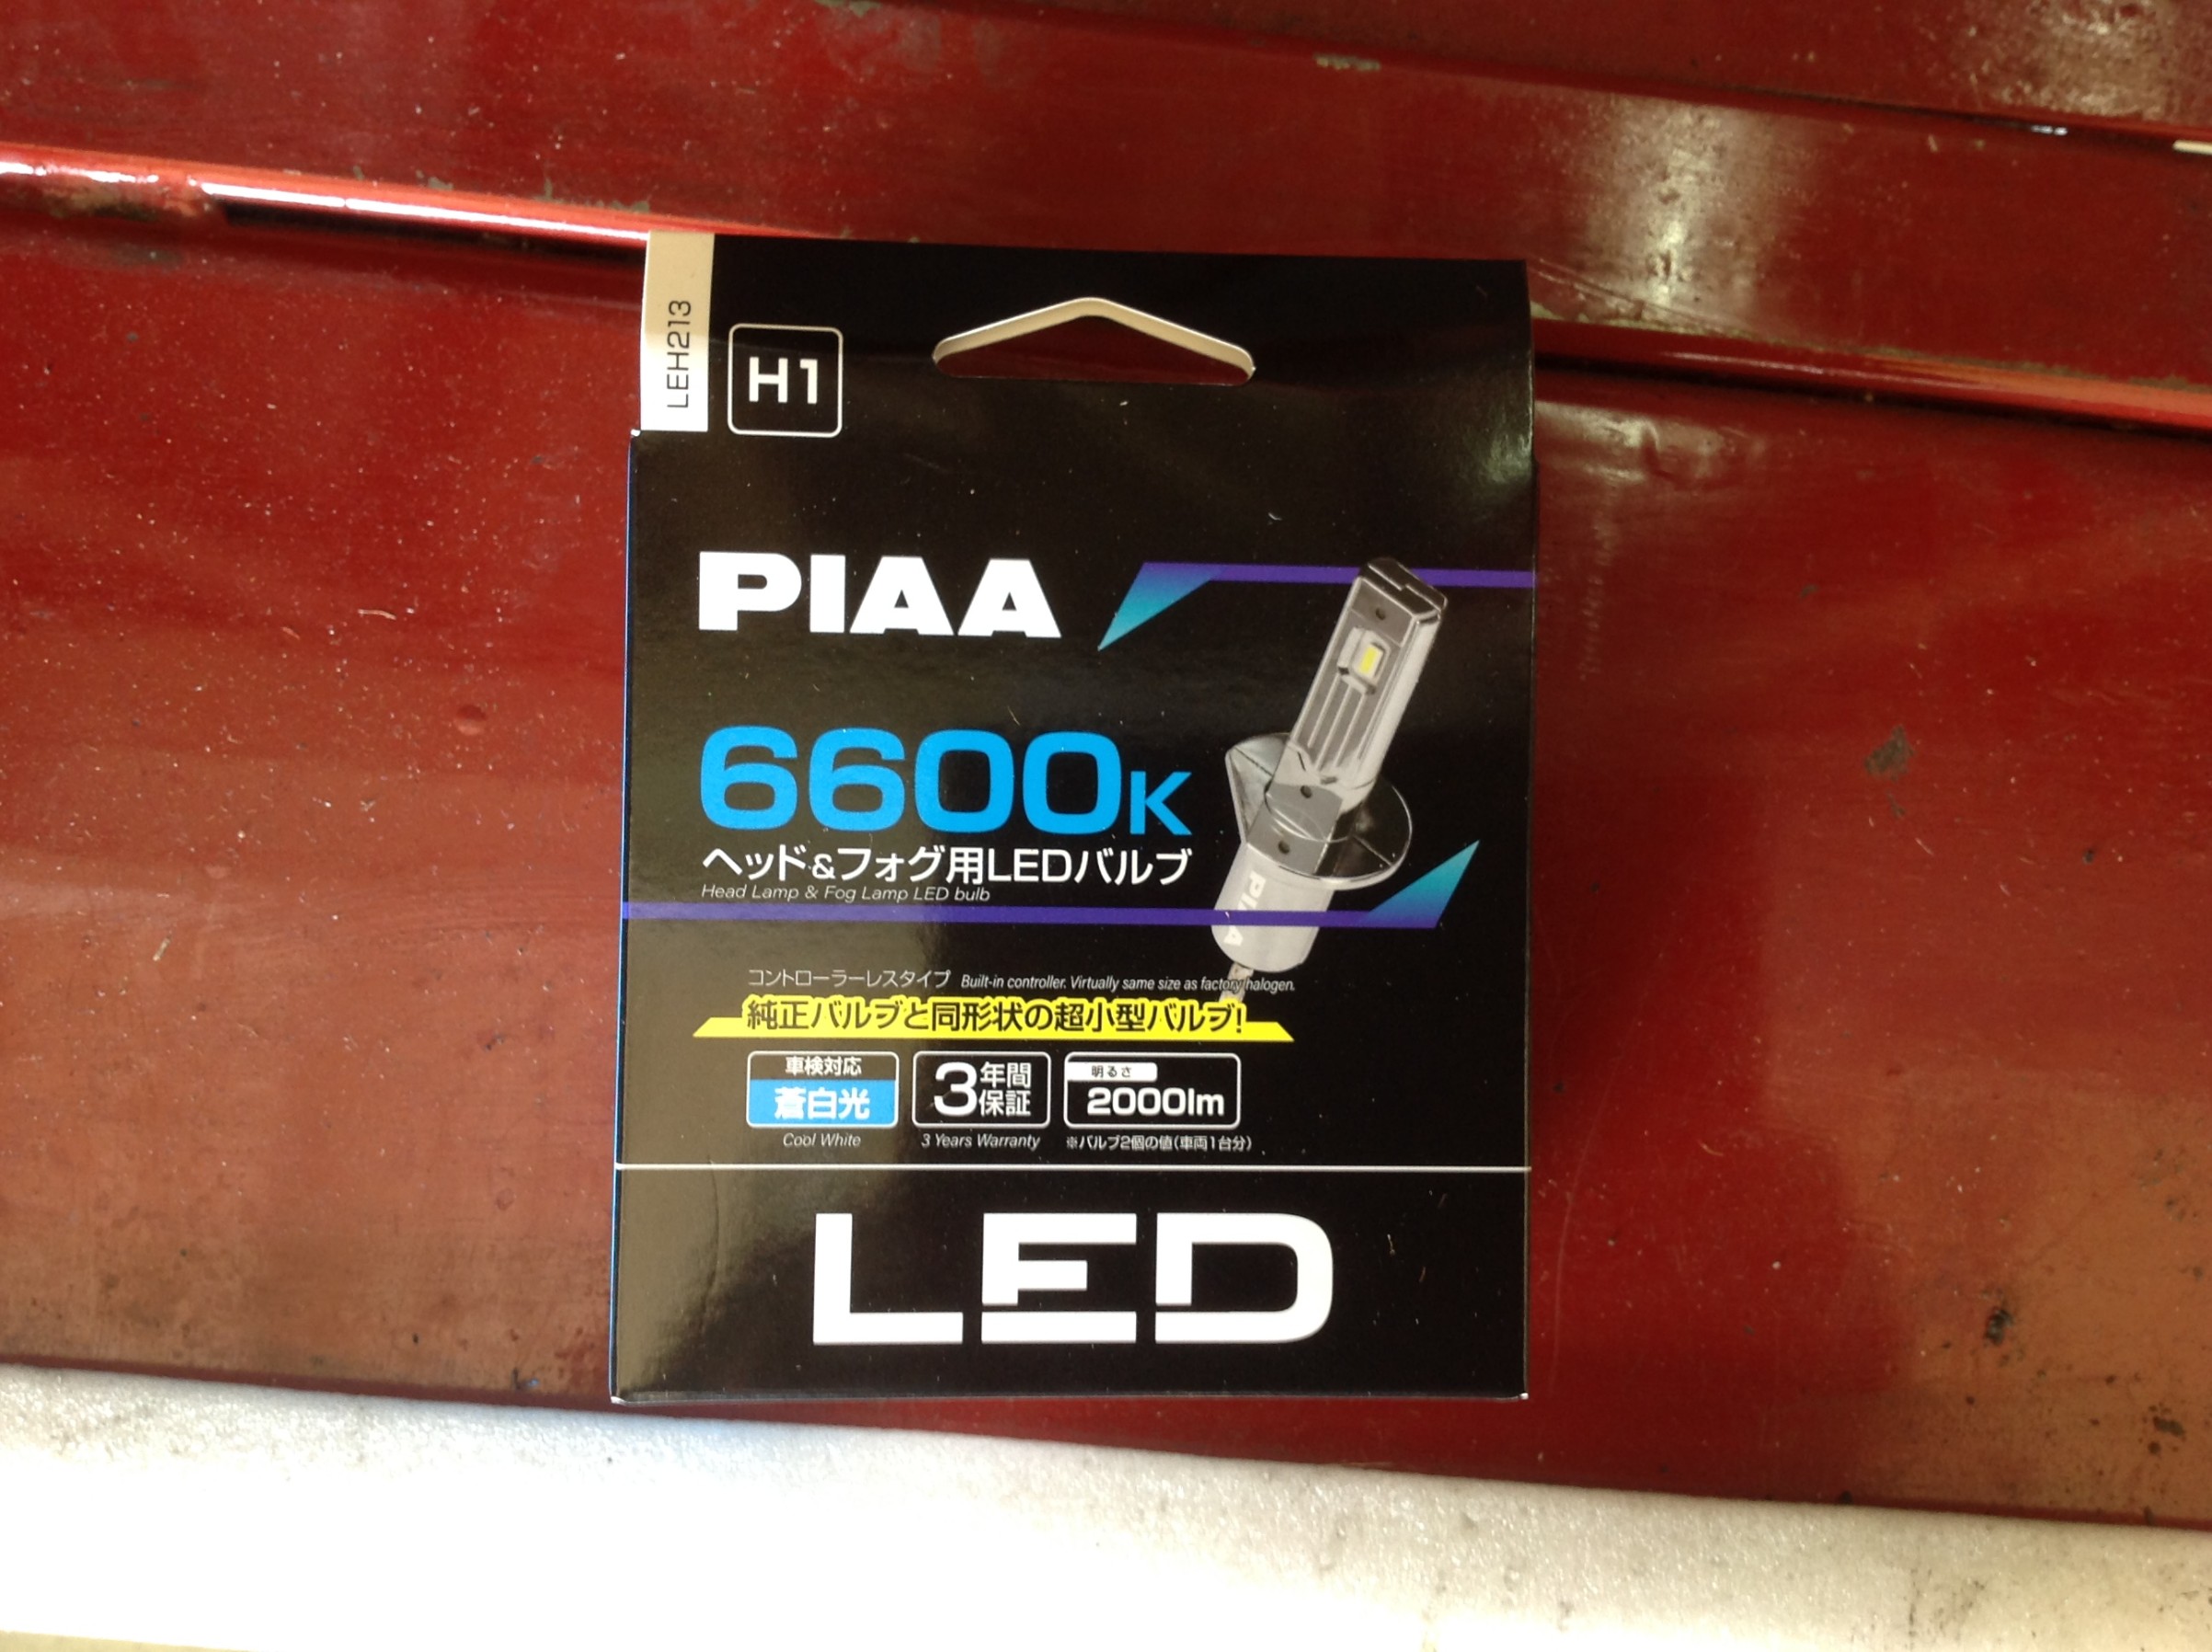 LEH213
H1
PIAA
6600K
ヘッド&フォグ用LEDバルブ
Head Lamp & Fog Lamp LED bulb
PIAA
コントローラーレスタイプ Built-in controller. Virtually same size as factory halogen.
純正バルブと同形状の超小型バルブ!
車検対応
蒼白光
Cool White
3年間保証
3 Years Warranty
明るさ
2000lm
※バルブ2個の値(車両1台分)
LED